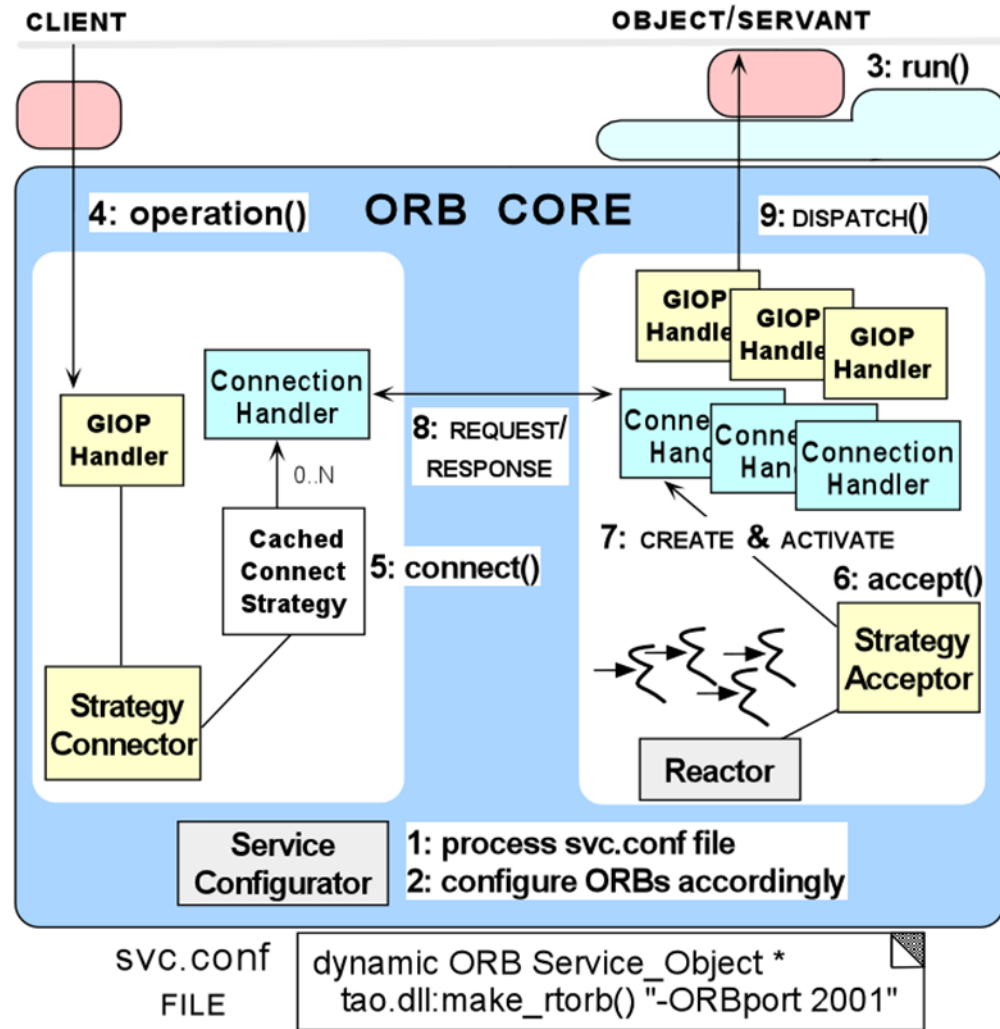 CLIENT
OBJECT/SERVANT
3: run()
4: operation()
ORB CORE
9: DISPATCH()
GIOP
Handler
Connection
Handler
0..N
Cached
Connect
Strategy
5: connect()
Strategy
Connector
8: REQUEST/
RESPONSE
GIOP
Handle
GIOP
Handle
GIOP
Handler
Conne
Hand
Conn
Han
Connection
Handler
7: CREATE & ACTIVATE
6: accept()
Strategy
Acceptor
Reactor
Service
Configurator
1: process svc.conf file
2: configure ORBs accordingly
svc.conf
FILE
dynamic ORB Service_Object *
tao.dll:make_rtorb() "-ORBport 2001"